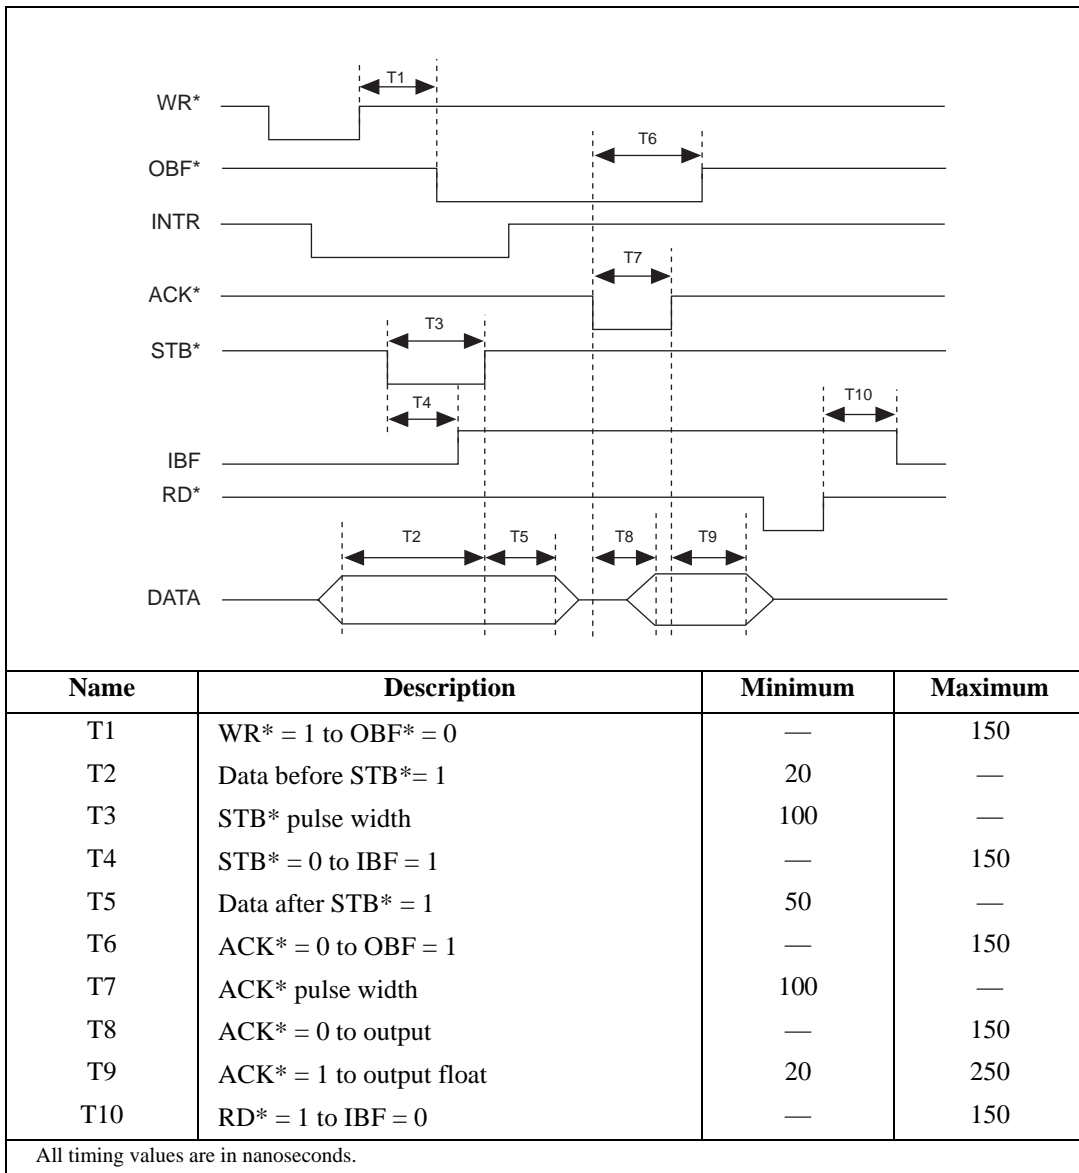 T1
WR*
T6
OBF*
INTR
T7
ACK*
T3
STB*
T4
T10
IBF
RD*
T2 T5 T8 T9
DATA
Name Description Minimum Maximum
T1 WR* = 1 to OBF* = 0 — 150
T2 Data before STB*= 1 20 —
T3 STB* pulse width 100 —
T4 STB* = 0 to IBF = 1 — 150
T5 Data after STB* = 1 50 —
T6 ACK* = 0 to OBF = 1 — 150
T7 ACK* pulse width 100 —
T8 ACK* = 0 to output — 150
T9 ACK* = 1 to output float 20 250
T10 RD* = 1 to IBF = 0 — 150
All timing values are in nanoseconds.